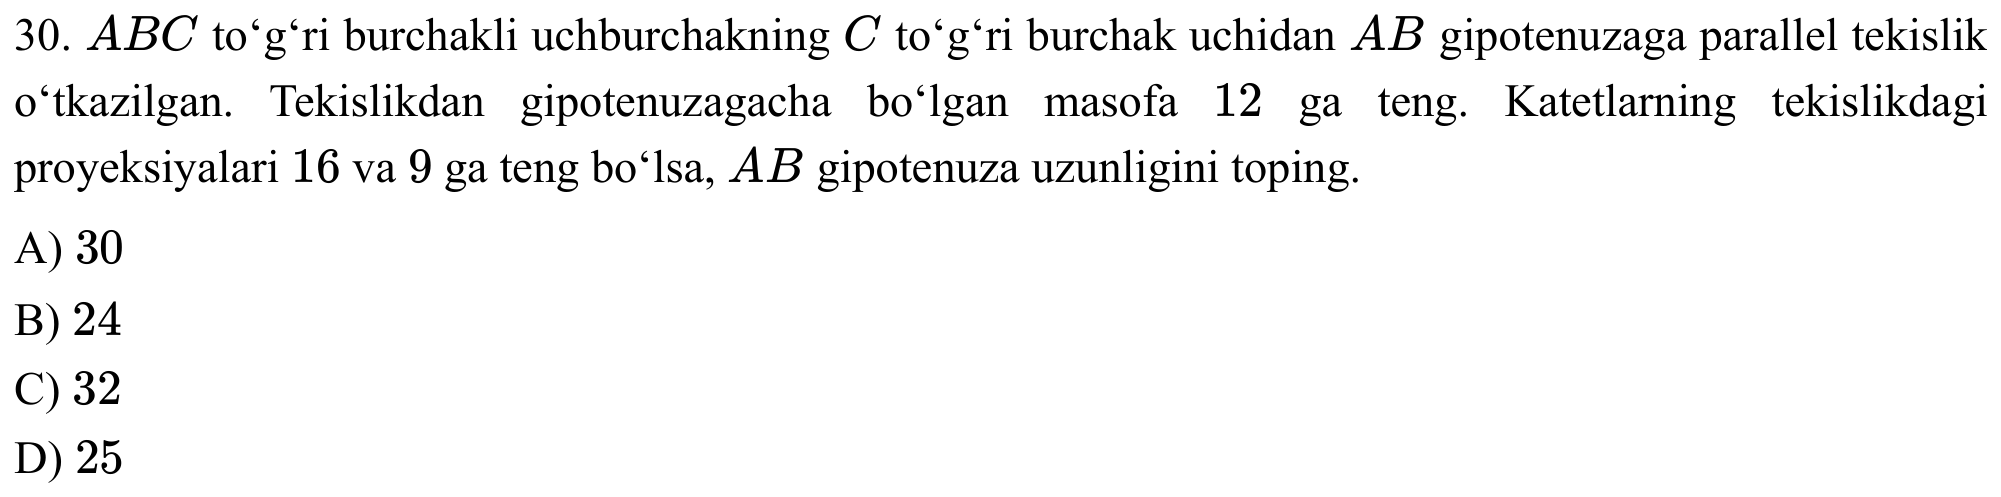 30. ABC to‘g‘ri burchakli uchburchakning C to‘g‘ri burchak uchidan AB gipotenuzaga parallel tekislik
o‘tkazilgan. Tekislikdan gipotenuzagacha bo‘lgan masofa 12 ga teng. Katetlarning tekislikdagi
proyeksiyalari 16 va 9 ga teng bo‘lsa, AB gipotenuza uzunligini toping.
A) 30
B) 24
C) 32
D) 25